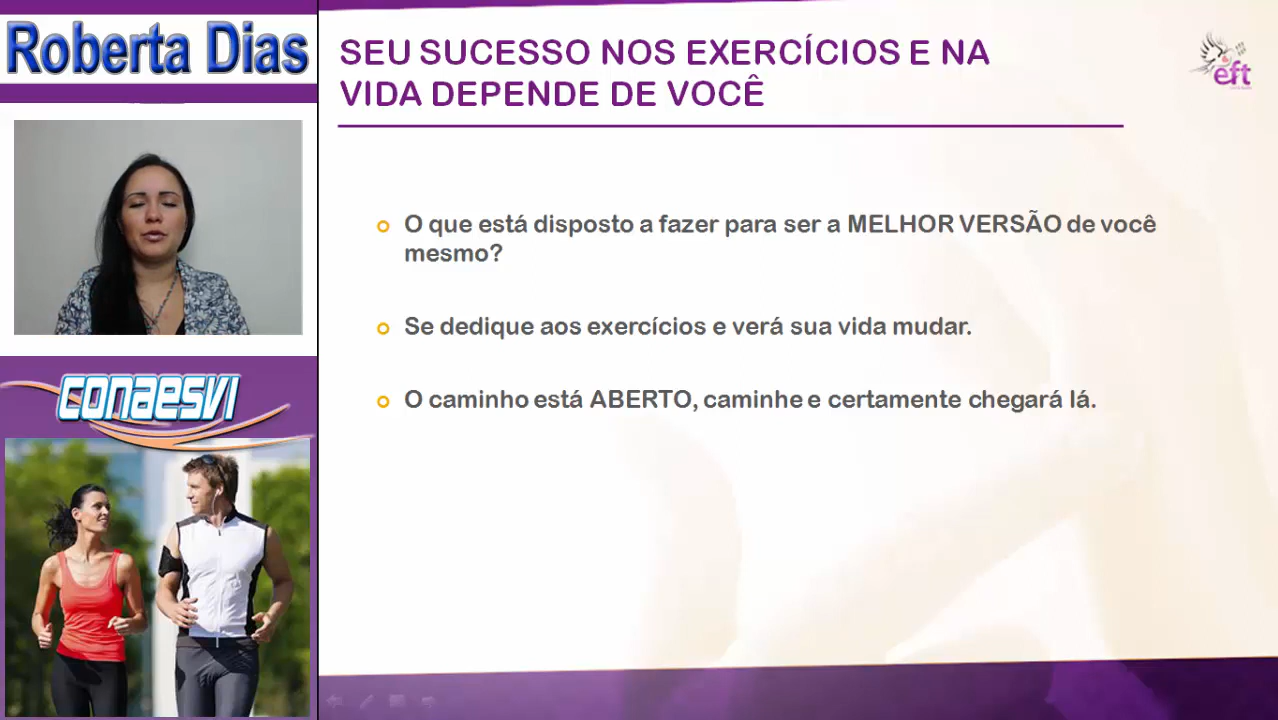 Roberta Dias
SEU SUCESSO NOS EXERCÍCIOS E NA
VIDA DEPENDE DE VOCÊ
eft
O que está disposto a fazer para ser a MELHOR VERSÃO de você
mesmo?
Se dedique aos exercícios e verá sua vida mudar.
O caminho está ABERTO, caminhe e certamente chegará lá.
CONAESVI